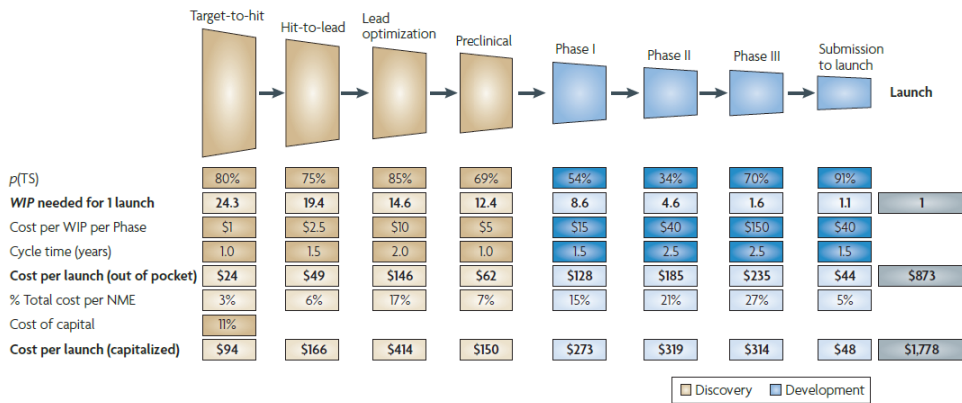 Target-to-hit
Hit-to-lead
Lead
optimization
Preclinical
Phase I
Phase II
Phase III
Submission
to launch
Launch
p(TS) 80% 75% 85% 69% 54% 34% 70% 91%
WIP needed for 1 launch 24.3 19.4 14.6 12.4 8.6 4.6 1.6 1.1 1
Cost per WIP per Phase $1 $2.5 $10 $5 $15 $40 $150 $40
Cycle time (years) 1.0 1.5 2.0 1.0 1.5 2.5 2.5 1.5
Cost per launch (out of pocket) $24 $49 $146 $62 $128 $185 $235 $44 $873
% Total cost per NME 3% 6% 17% 7% 15% 21% 27% 5%
Cost of capital 11%
Cost per launch (capitalized) $94 $166 $414 $150 $273 $319 $314 $48 $1,778
Discovery Development